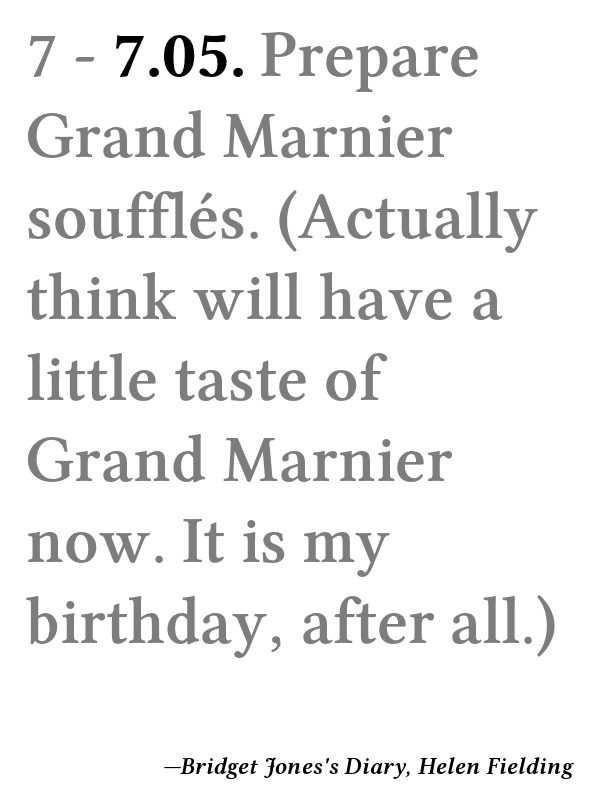 7 - 7.05. Prepare
Grand Marnier
soufflés. (Actually
think will have a
little taste of
Grand Marnier
now. It is my
birthday, after all.)
—Bridget Jones's Diary, Helen Fielding